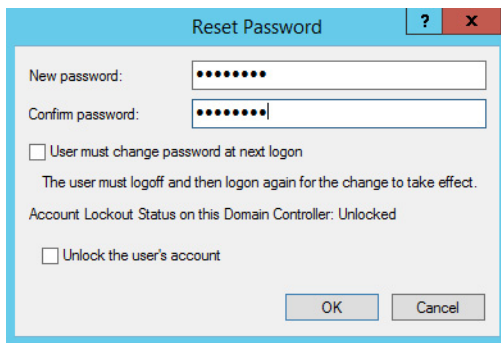 Reset Password
? x
New password: ••••••••
Confirm password: ••••••••
User must change password at next logon
The user must logoff and then logon again for the change to take effect.
Account Lockout Status on this Domain Controller: Unlocked
Unlock the user's account
OK Cancel